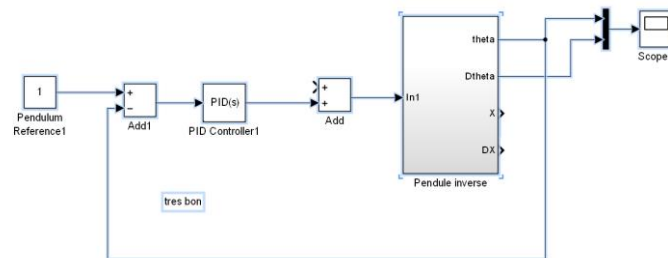 theta
Scope
1
+
−
PID(s)
+
+
In1
Dtheta
Pendulum
Reference1
Add1
PID Controller1
Add
X
DX
Pendule inverse
tres bon